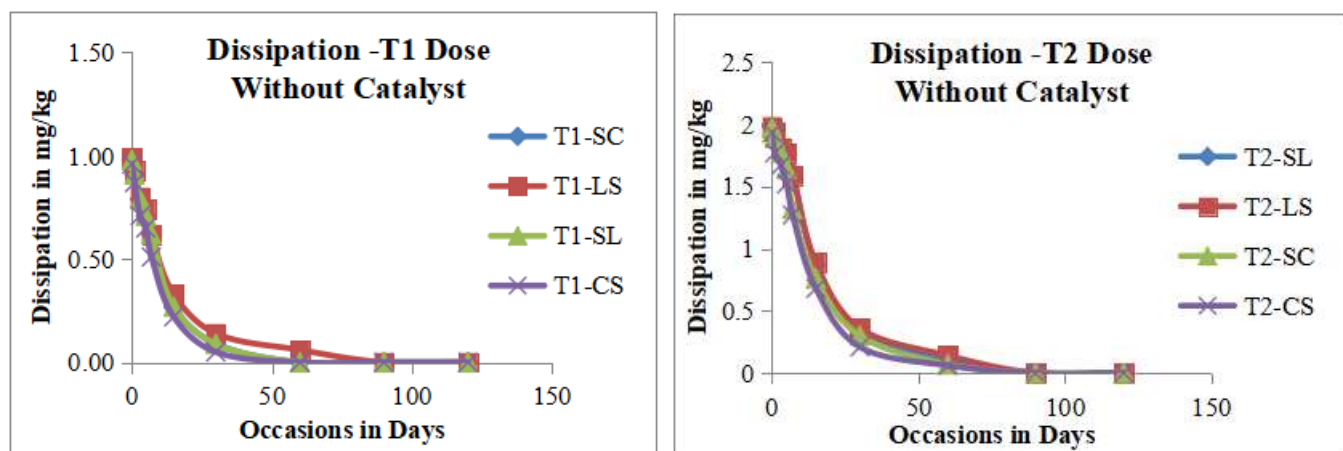 Dissipation -T1 Dose
Without Catalyst
Dissipation in mg/kg
1.50
1.00
0.50
0.00
0
50
100
150
Occasions in Days
T1-SC
T1-LS
T1-SL
T1-CS
Dissipation -T2 Dose
Without Catalyst
Dissipation in mg/kg
2.5
2
1.5
1
0.5
0
0
50
100
150
Occasions in Days
T2-SL
T2-LS
T2-SC
T2-CS